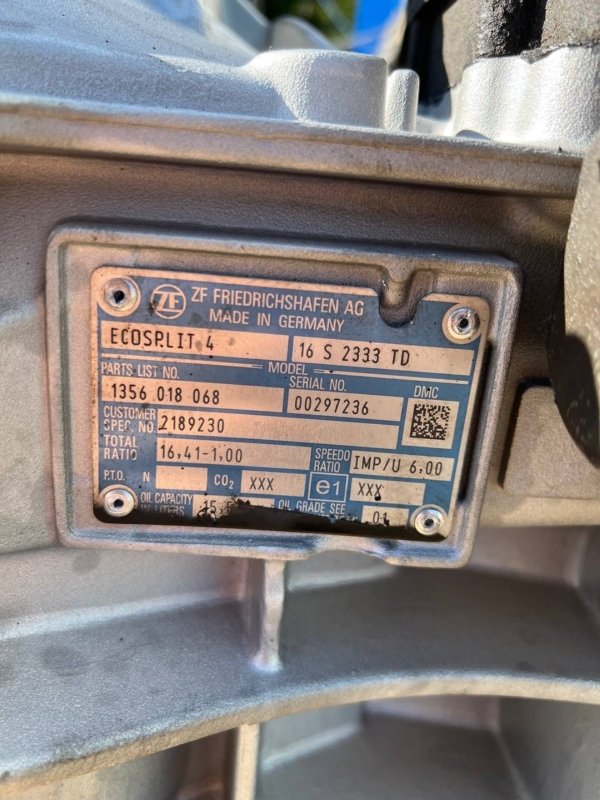 ZF ZF FRIEDRICHSHAFEN AG
MADE IN GERMANY
ECOSPLIT 4 16 S 2333 TD
PARTS LIST NO. MODEL SERIAL NO.
1356 018 068 00297236 DMC
CUSTOMER SPEC. NO. 2189230
TOTAL RATIO 16,41-1,00 SPEEDO RATIO IMP/U 6,00
P.T.O. N CO2 XXX e1 XXX
OIL CAPACITY IN LITERS 15 OIL GRADE SEE 01